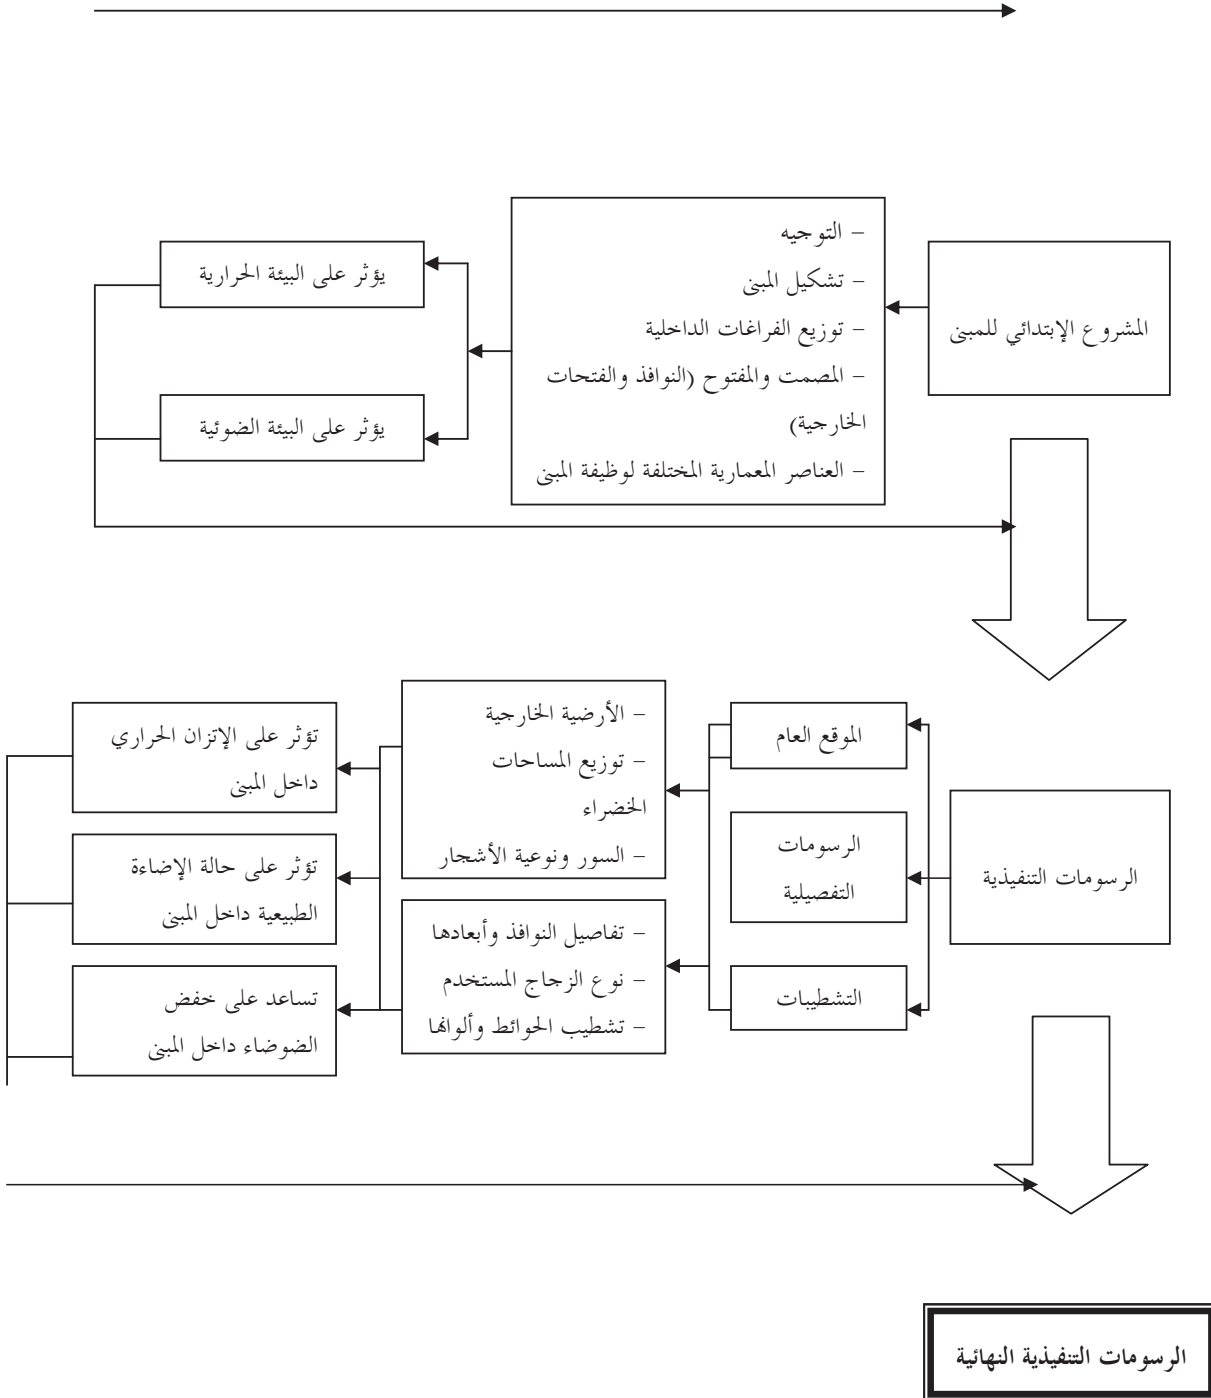 المشروع الإبتدائي للمبنى
– التوجيه
– تشكيل المبنى
– توزيع الفراغات الداخلية
– المصمت والمفتوح (النوافذ والفتحات
الخارجية)
– العناصر المعمارية المختلفة لوظيفة المبنى
يؤثر على البيئة الحرارية
يؤثر على البيئة الضوئية
الرسومات التنفيذية
الموقع العام
الرسومات
التفصيلية
التشطيبات
– الأرضية الخارجية
– توزيع المساحات
الخضراء
– السور ونوعية الأشجار
– تفاصيل النوافذ وأبعادها
– نوع الزجاج المستخدم
– تشطيب الحوائط وألوانها
تؤثر على الإتزان الحراري
داخل المبنى
تؤثر على حالة الإضاءة
الطبيعية داخل المبنى
تساعد على خفض
الضوضاء داخل المبنى
الرسومات التنفيذية النهائية